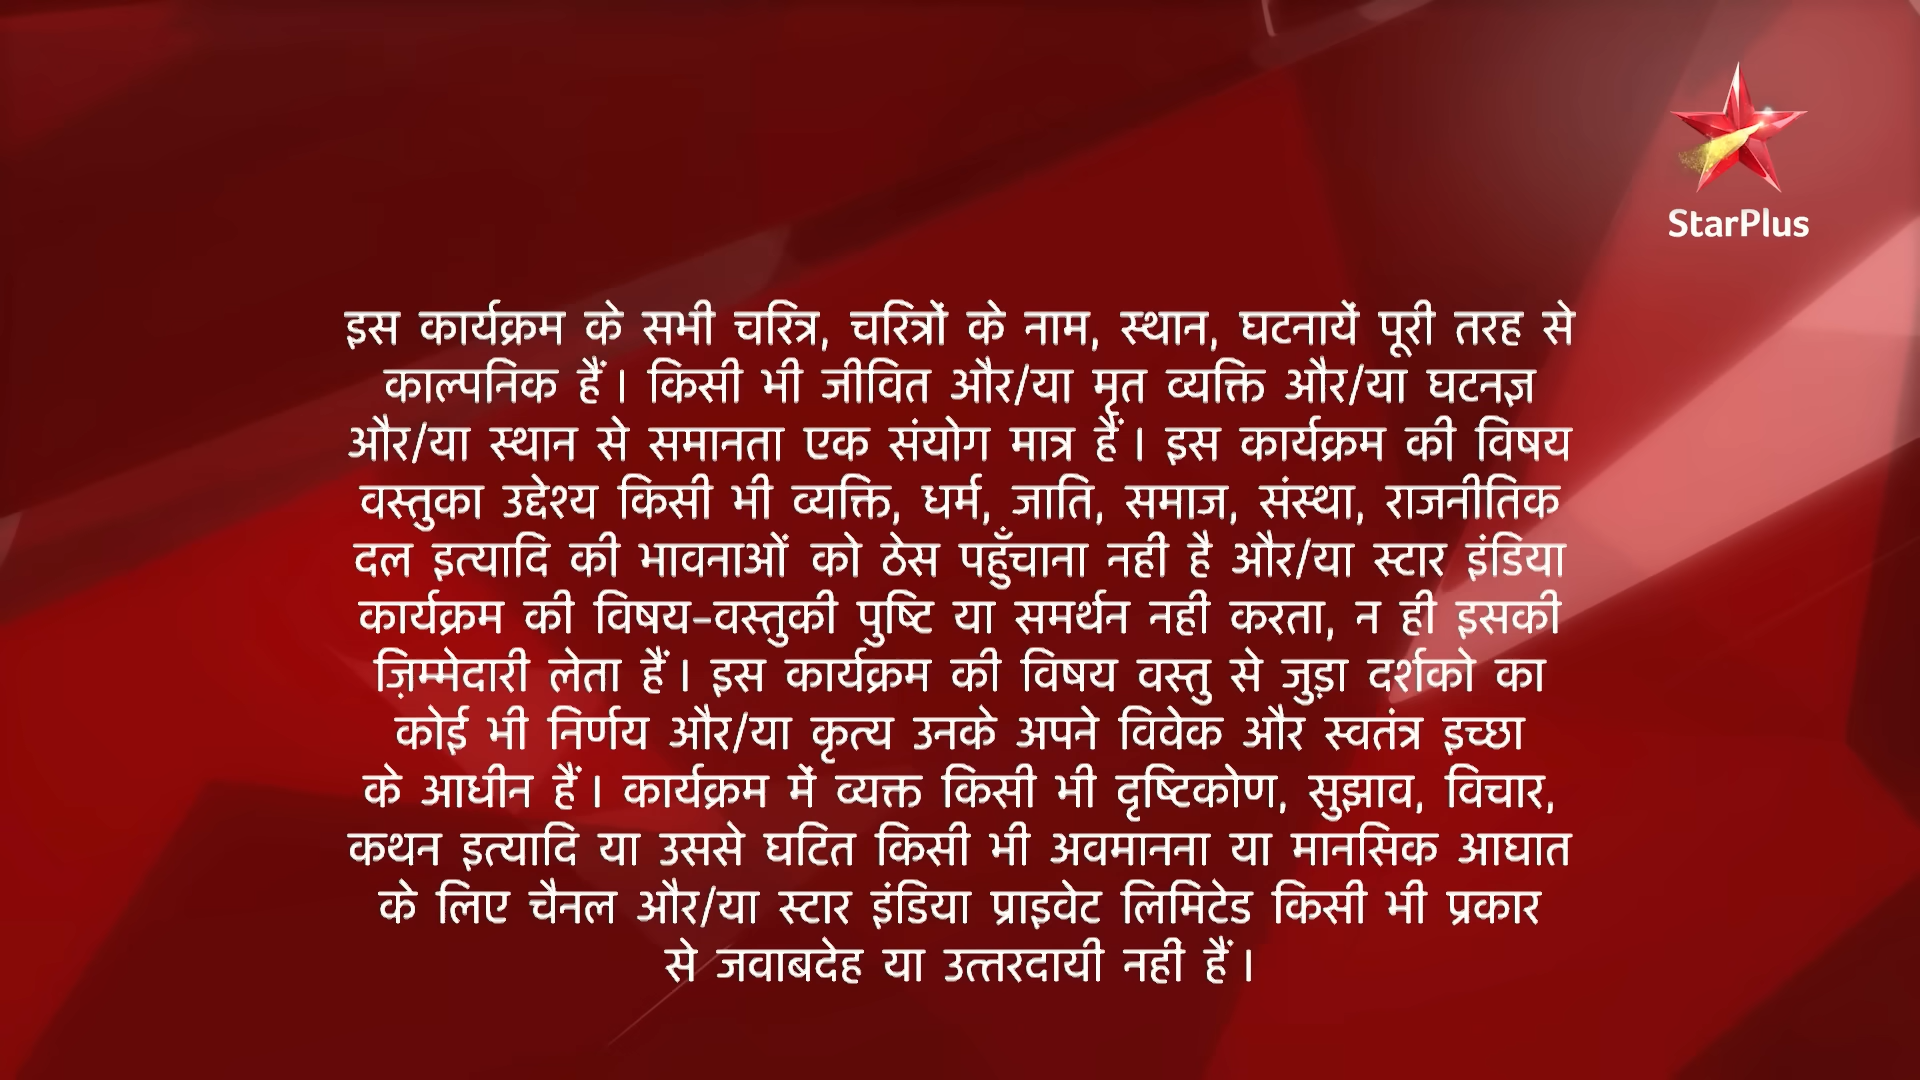 StarPlus
इस कार्यक्रम के सभी चरित्र, चरित्रों के नाम, स्थान, घटनायें पूरी तरह से
काल्पनिक हैं। किसी भी जीवित और/या मृत व्यक्ति और/या घटनज्ञ
और/या स्थान से समानता एक संयोग मात्र हैं। इस कार्यक्रम की विषय
वस्तुका उद्देश्य किसी भी व्यक्ति, धर्म, जाति, समाज, संस्था, राजनीतिक
दल इत्यादि की भावनाओं को ठेस पहुँचाना नही है और/या स्टार इंडिया
कार्यक्रम की विषय-वस्तुकी पुष्टि या समर्थन नही करता, न ही इसकी
ज़िम्मेदारी लेता हैं। इस कार्यक्रम की विषय वस्तु से जुड़ा दर्शको का
कोई भी निर्णय और/या कृत्य उनके अपने विवेक और स्वतंत्र इच्छा
के आधीन हैं। कार्यक्रम में व्यक्त किसी भी दृष्टिकोण, सुझाव, विचार,
कथन इत्यादि या उससे घटित किसी भी अवमानना या मानसिक आघात
के लिए चैनल और/या स्टार इंडिया प्राइवेट लिमिटेड किसी भी प्रकार
से जवाबदेह या उत्तरदायी नही हैं।